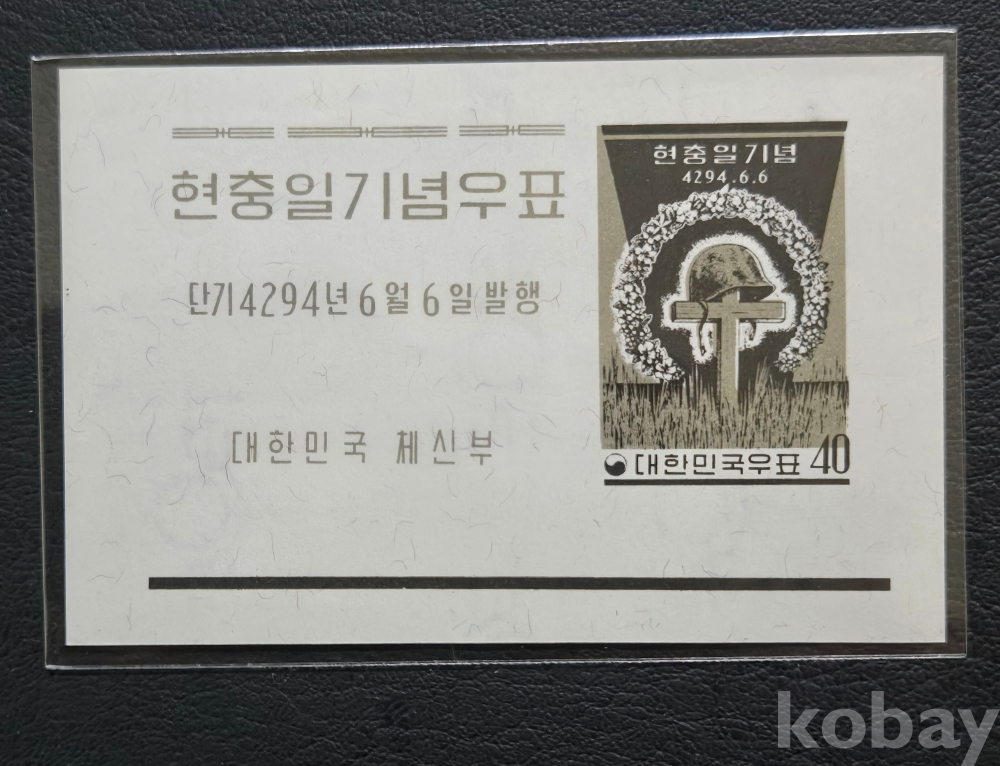 현충일기념우표
단기4294년 6월 6일발행
대한민국 체신부
현충일기념
4294.6.6
대한민국우표 40
kobay